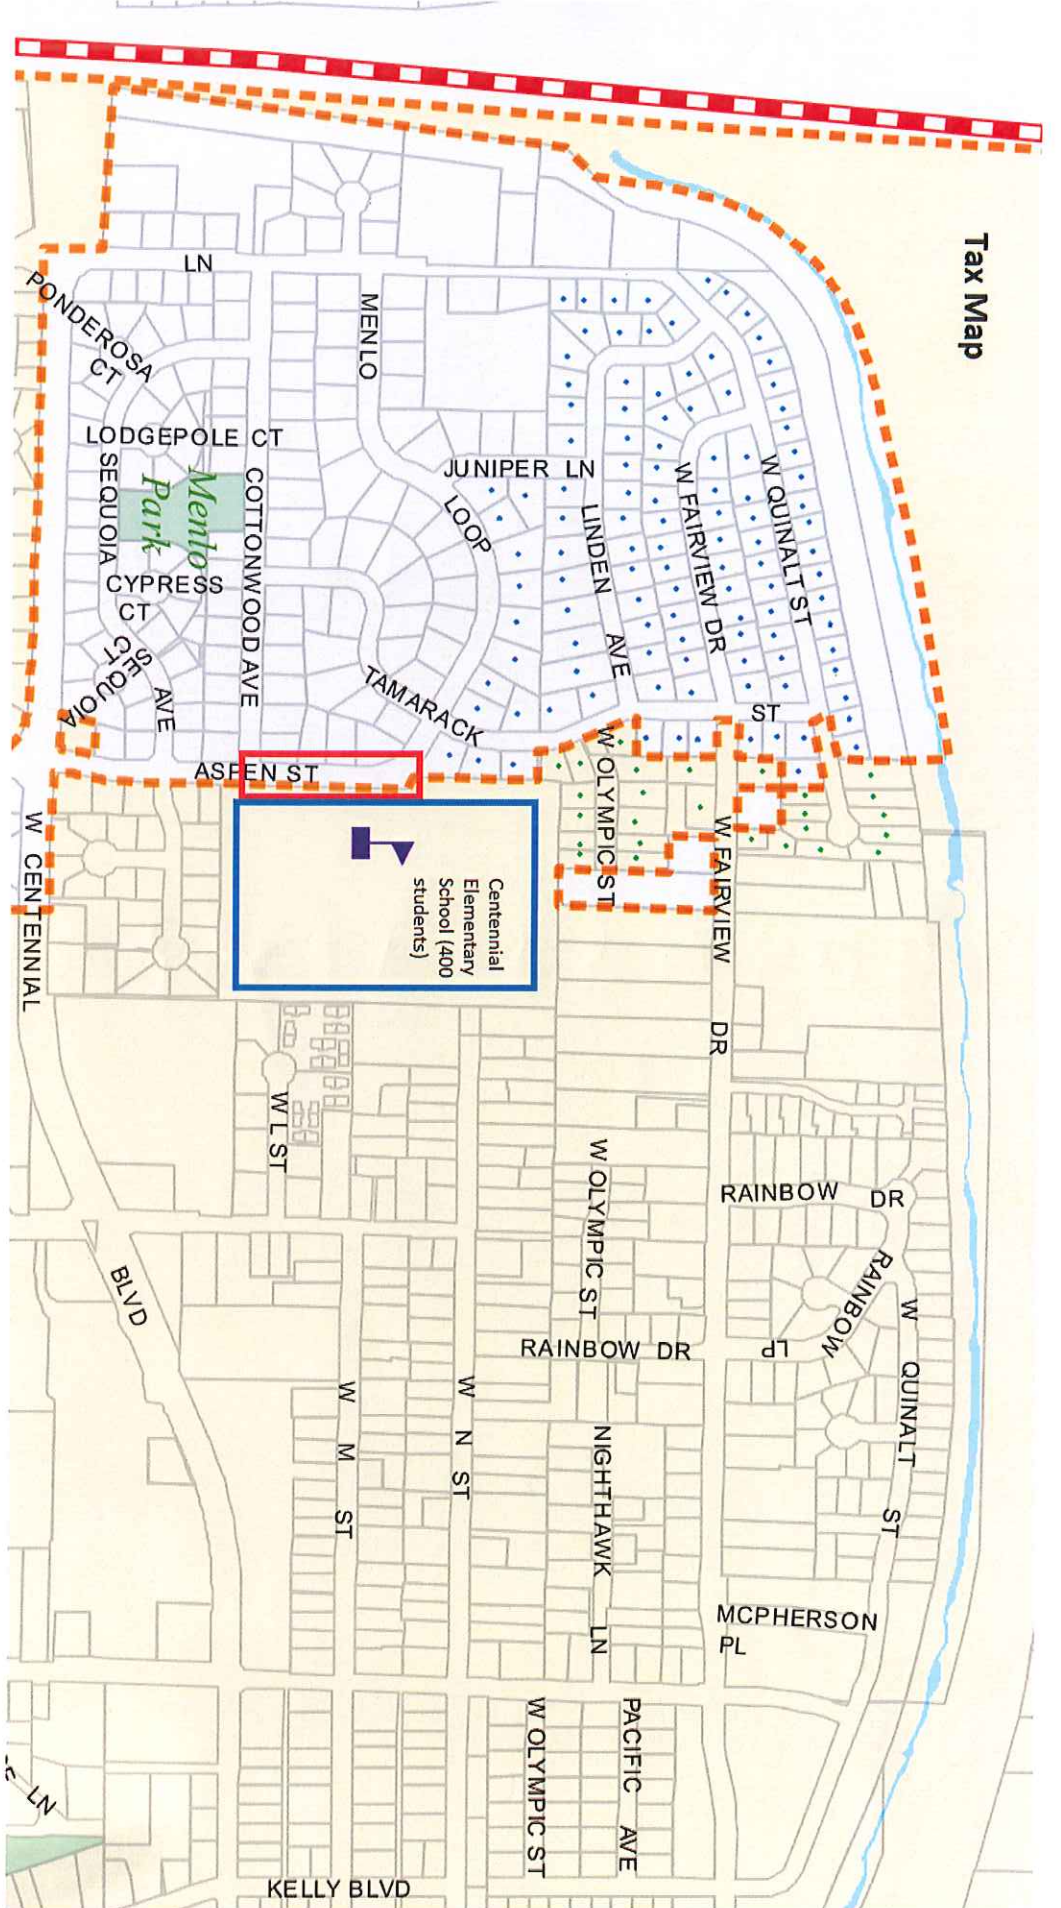 Tax Map
LN
PONDEROSA
CT
MENLO
LODGEPOLE CT
JUNIPER LN
W QUINALT ST
W FAIRVIEW DR
LINDEN
AVE
LOOP
Menlo
Park
COTTONWOOD AVE
SEQUOIA
CYPRESS
CT
SEQUOIA
CT
AVE
TAMARACK
ST
ASPEN ST
W OLYMPIC ST
W FAIRVIEW
DR
W CENTENNIAL
Centennial
Elementary
School (400
students)
W L ST
W OLYMPIC ST
RAINBOW DR
RAINBOW
LP
W QUINALT ST
BLVD
RAINBOW DR
W M ST
W N ST
NIGHTHAWK LN
MCPHERSON
PL
W OLYMPIC ST
PACIFIC AVE
LN
KELLY BLVD